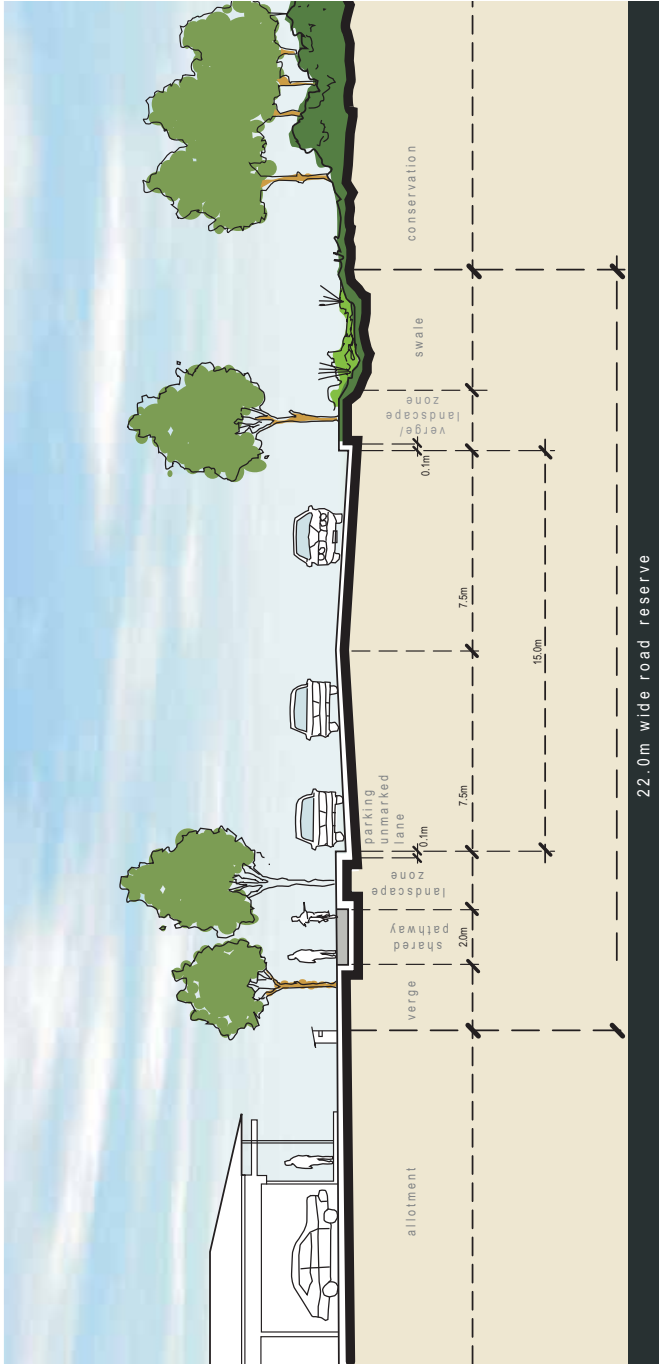 allotment
verge
shared
pathway
landscape
zone
parking
unmarked
lane
verge/
landscape
zone
swale
conservation
0.1m
0.1m
2.0m
7.5m
7.5m
15.0m
22.0m wide road reserve